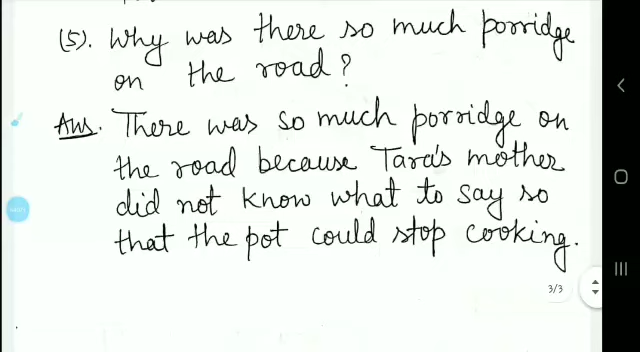 (5). Why was there so much porridge
on the road?
Ans. There was so much porridge on
the road because Tara's mother
did not know what to say so
that the pot could stop cooking.
3/3